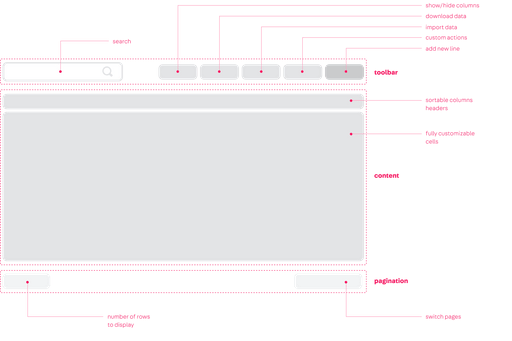 show/hide columns
download data
import data
custom actions
search
add new line
toolbar
sortable columns
headers
fully customizable
cells
content
pagination
number of rows
to display
switch pages